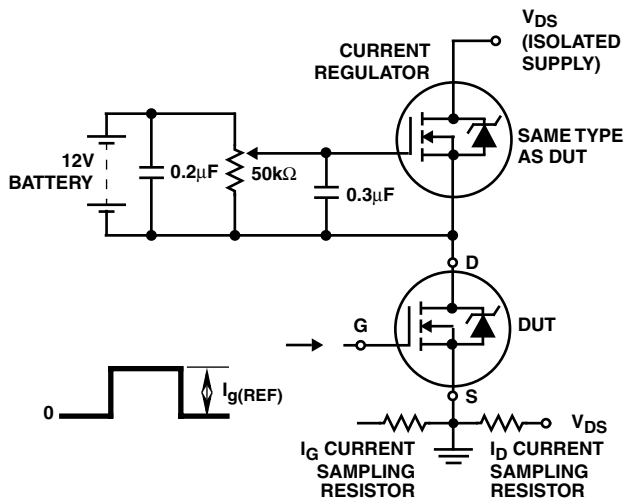 V_DS
(ISOLATED
SUPPLY)
CURRENT
REGULATOR
SAME TYPE
AS DUT
12V
BATTERY
0.2μF
50kΩ
0.3μF
D
G
DUT
I_g(REF)
0
S
V_DS
I_G CURRENT
SAMPLING
RESISTOR
I_D CURRENT
SAMPLING
RESISTOR